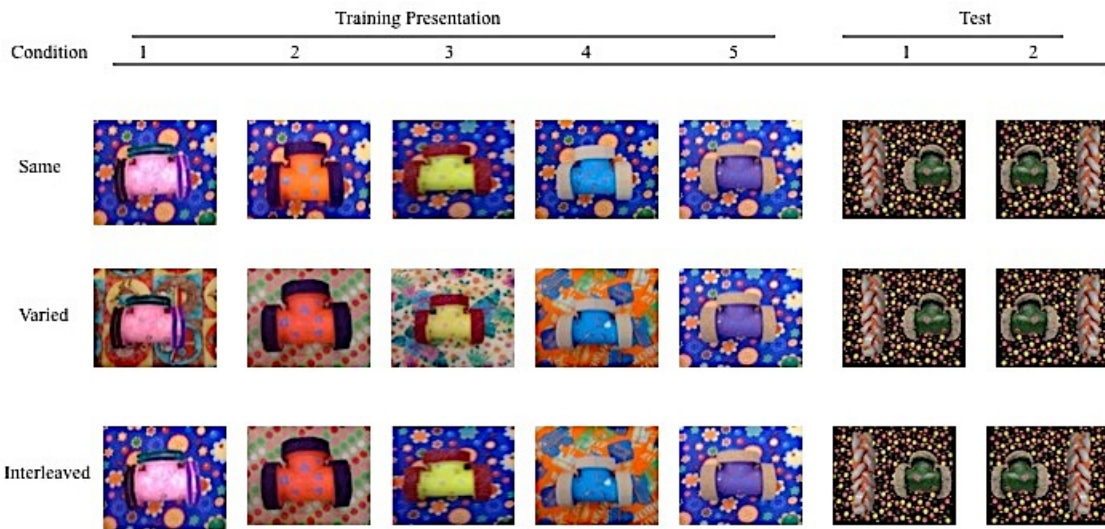 Training Presentation Test
Condition 1 2 3 4 5 1 2
Same
Varied
Interleaved